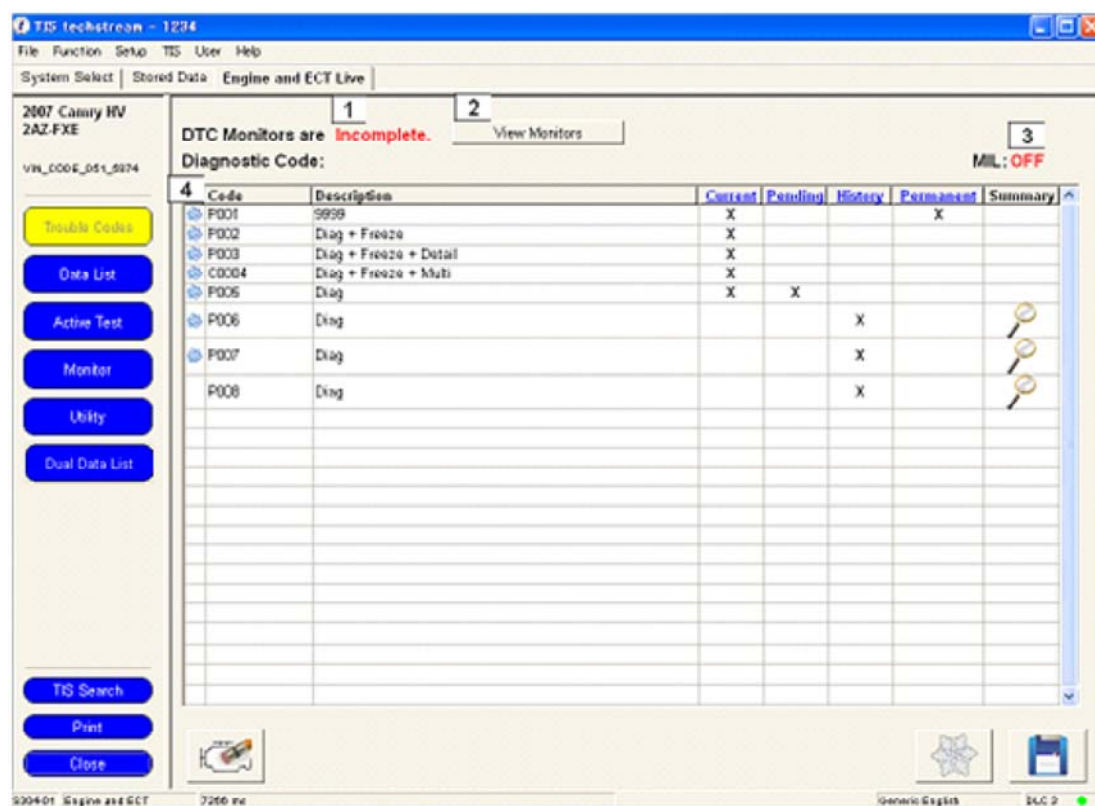 TIS techstream - 1234
File Function Setup TIS User Help
System Select Stored Data Engine and ECT Live
2007 Camry HV
2AZ-FXE
1
2
DTC Monitors are Incomplete.
View Monitors
3
Diagnostic Code:
MIL: OFF
4
Code Description Current Pending History Permanent Summary
P001 9999 X X
P002 Diag + Freeze X
P003 Diag + Freeze + Detail X
C0004 Diag + Freeze + Multi X
P005 Diag X X
P006 Diag X
P007 Diag X
P008 Diag X
Trouble Codes
Data List
Active Test
Monitor
Utility
Dual Data List
TIS Search
Print
Close
Engine and ECT
Generic English
DLC 3